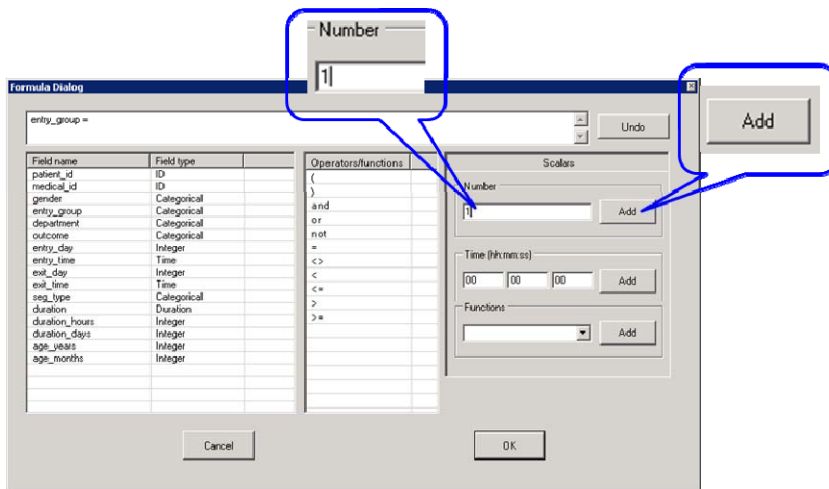 Number
1
Add
Formula Dialog
entry_group =
Undo
Field name Field type
patient_id ID
medical_id ID
gender Categorical
entry_group Categorical
department Categorical
outcome Categorical
entry_day Integer
entry_time Time
exit_day Integer
exit_time Time
seg_type Categorical
duration Duration
duration_hours Integer
duration_days Integer
age_years Integer
age_months Integer
Operators/functions
(
)
and
or
not
=
<>
<
<=
>
>=
Scalars
Number
1 Add
Time (hh:mm:ss)
00 00 00 Add
Functions
Add
Cancel OK